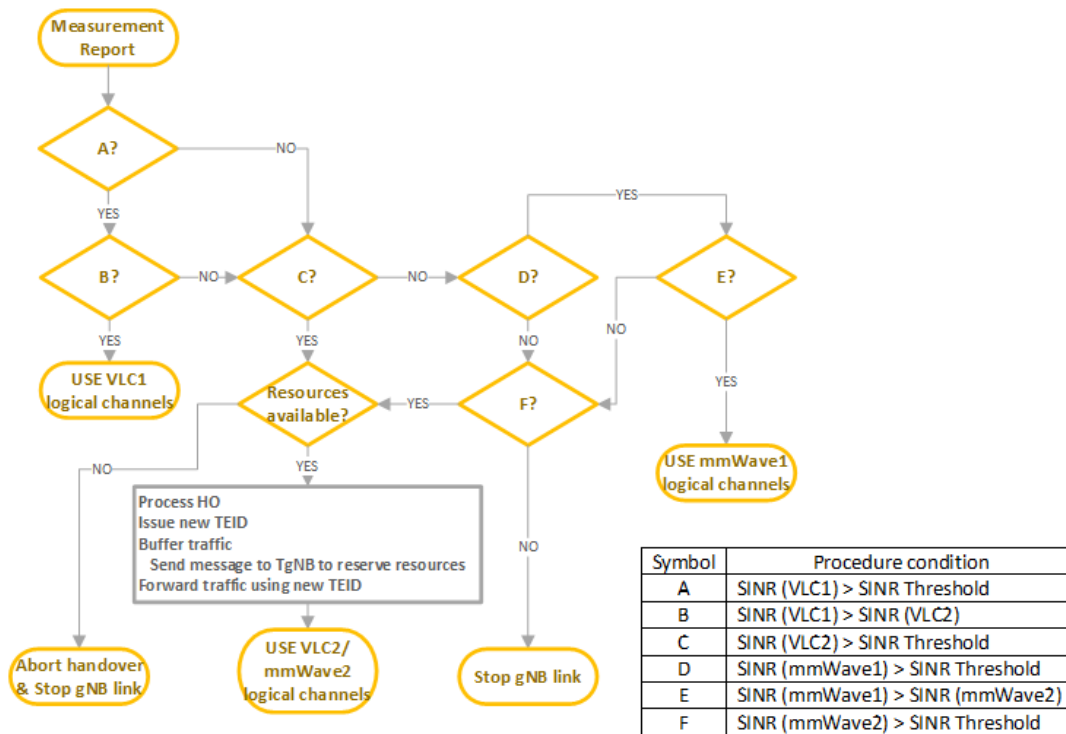 Measurement
Report
A?
NO
YES
YES
B?
NO
C?
NO
D?
E?
YES
YES
NO
NO
USE VLC1
logical channels
Resources
available?
YES
F?
YES
NO
YES
USE mmWave1
logical channels
Process HO
Issue new TEID
Buffer traffic
Send message to TgNB to reserve resources
Forward traffic using new TEID
NO
Abort handover
& Stop gNB link
USE VLC2/
mmWave2
logical channels
Stop gNB link
Symbol Procedure condition
A SINR (VLC1) > SINR Threshold
B SINR (VLC1) > SINR (VLC2)
C SINR (VLC2) > SINR Threshold
D SINR (mmWave1) > SINR Threshold
E SINR (mmWave1) > SINR (mmWave2)
F SINR (mmWave2) > SINR Threshold